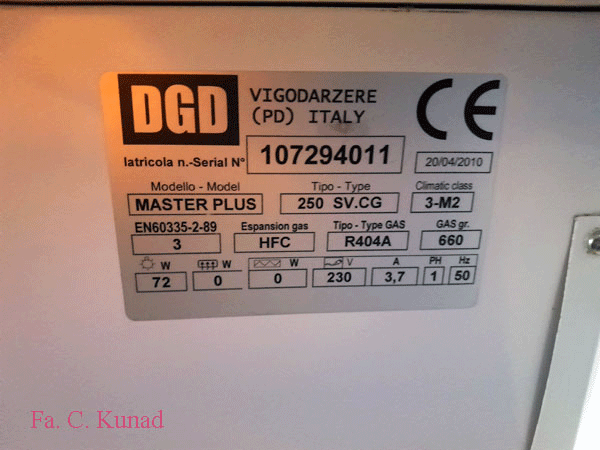 DGD
VIGODARZERE
(PD) ITALY
CE
latricola n.-Serial N° 107294011 20/04/2010
Modello - Model Tipo - Type Climatic class
MASTER PLUS 250 SV.CG 3-M2
EN60335-2-89 Espansion gas Tipo - Type GAS GAS gr.
3 HFC R404A 660
W W W V A PH Hz
72 0 0 230 3,7 1 50
Fa. C. Kunad